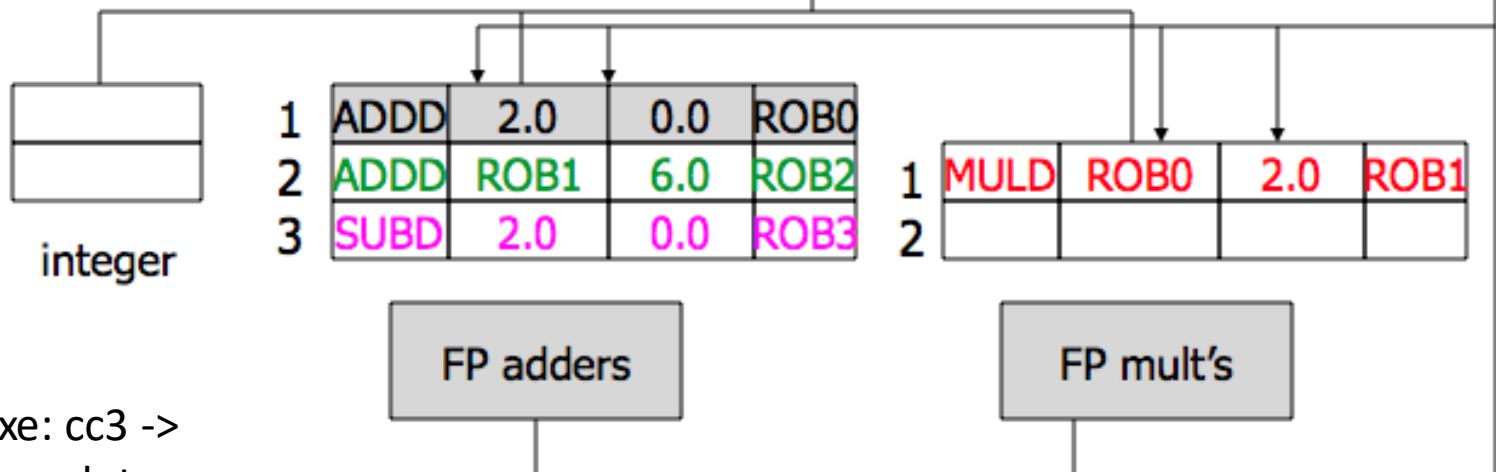 1 ADDD 2.0 0.0 ROB0
2 ADDD ROB1 6.0 ROB2
3 SUBD 2.0 0.0 ROB3
1 MULD ROB0 2.0 ROB1
2
integer
FP adders
FP mult's
xe: cc3 ->